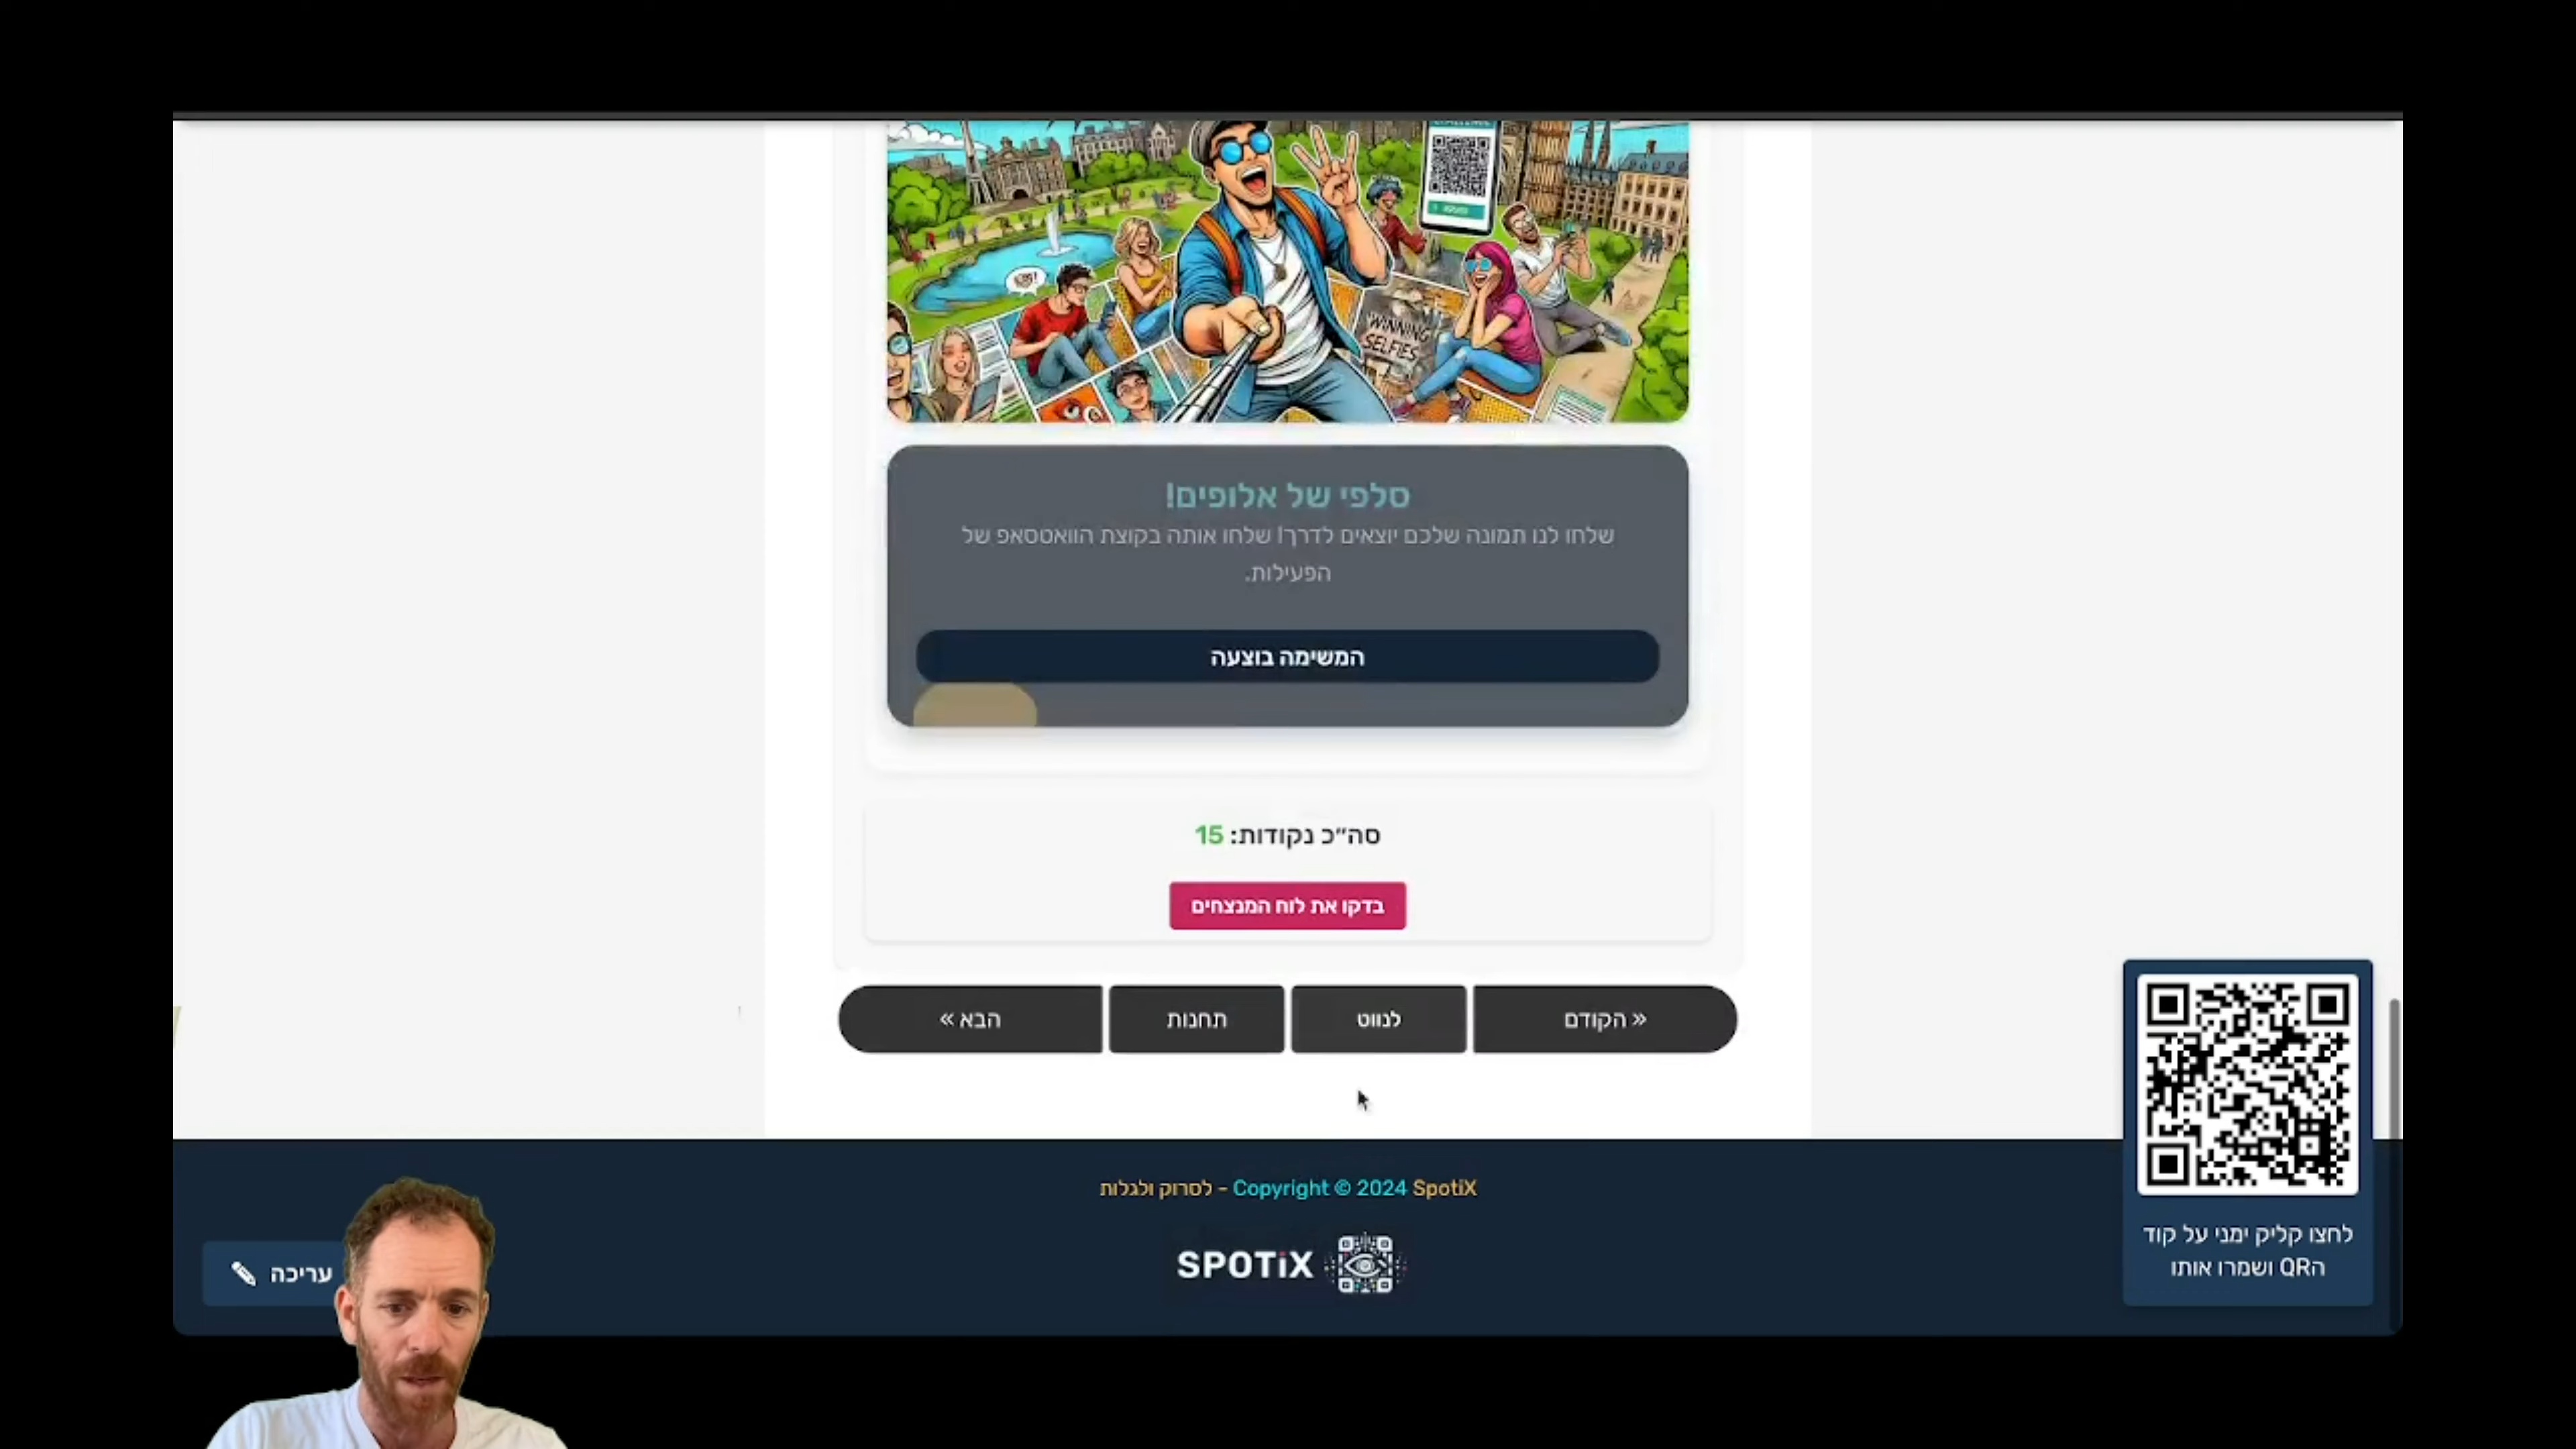 WINNING
SELFIES
סלפי של אלופים!
שלחו לנו תמונה שלכם יוצאים לדרך! שלחו אותה בקוצת הוואטסאפ של
הפעילות.
המשימה בוצעה
סה״כ נקודות: 15
בדקו את לוח המנצחים
« הקודם
לנווט
תחנות
הבא »
Copyright © 2024 SpotiX - לסרוק ולגלות
SPOTiX
עריכה
לחצו קליק ימני על קוד
הQR ושמרו אותו